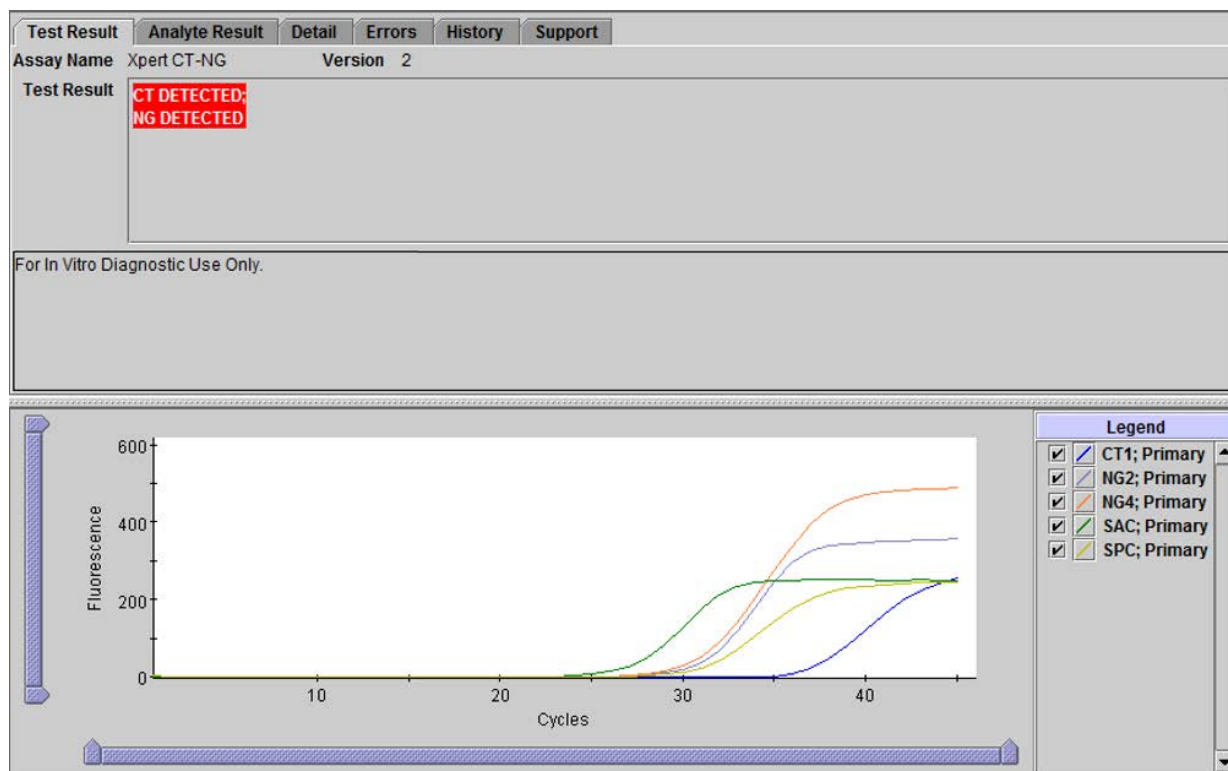 Test Result Analyte Result Detail Errors History Support
Assay Name Xpert CT-NG Version 2
Test Result CT DETECTED;
NG DETECTED
For In Vitro Diagnostic Use Only.
Legend
CT1; Primary
NG2; Primary
NG4; Primary
SAC; Primary
SPC; Primary
600
400
200
0
Fluorescence
10 20 30 40
Cycles